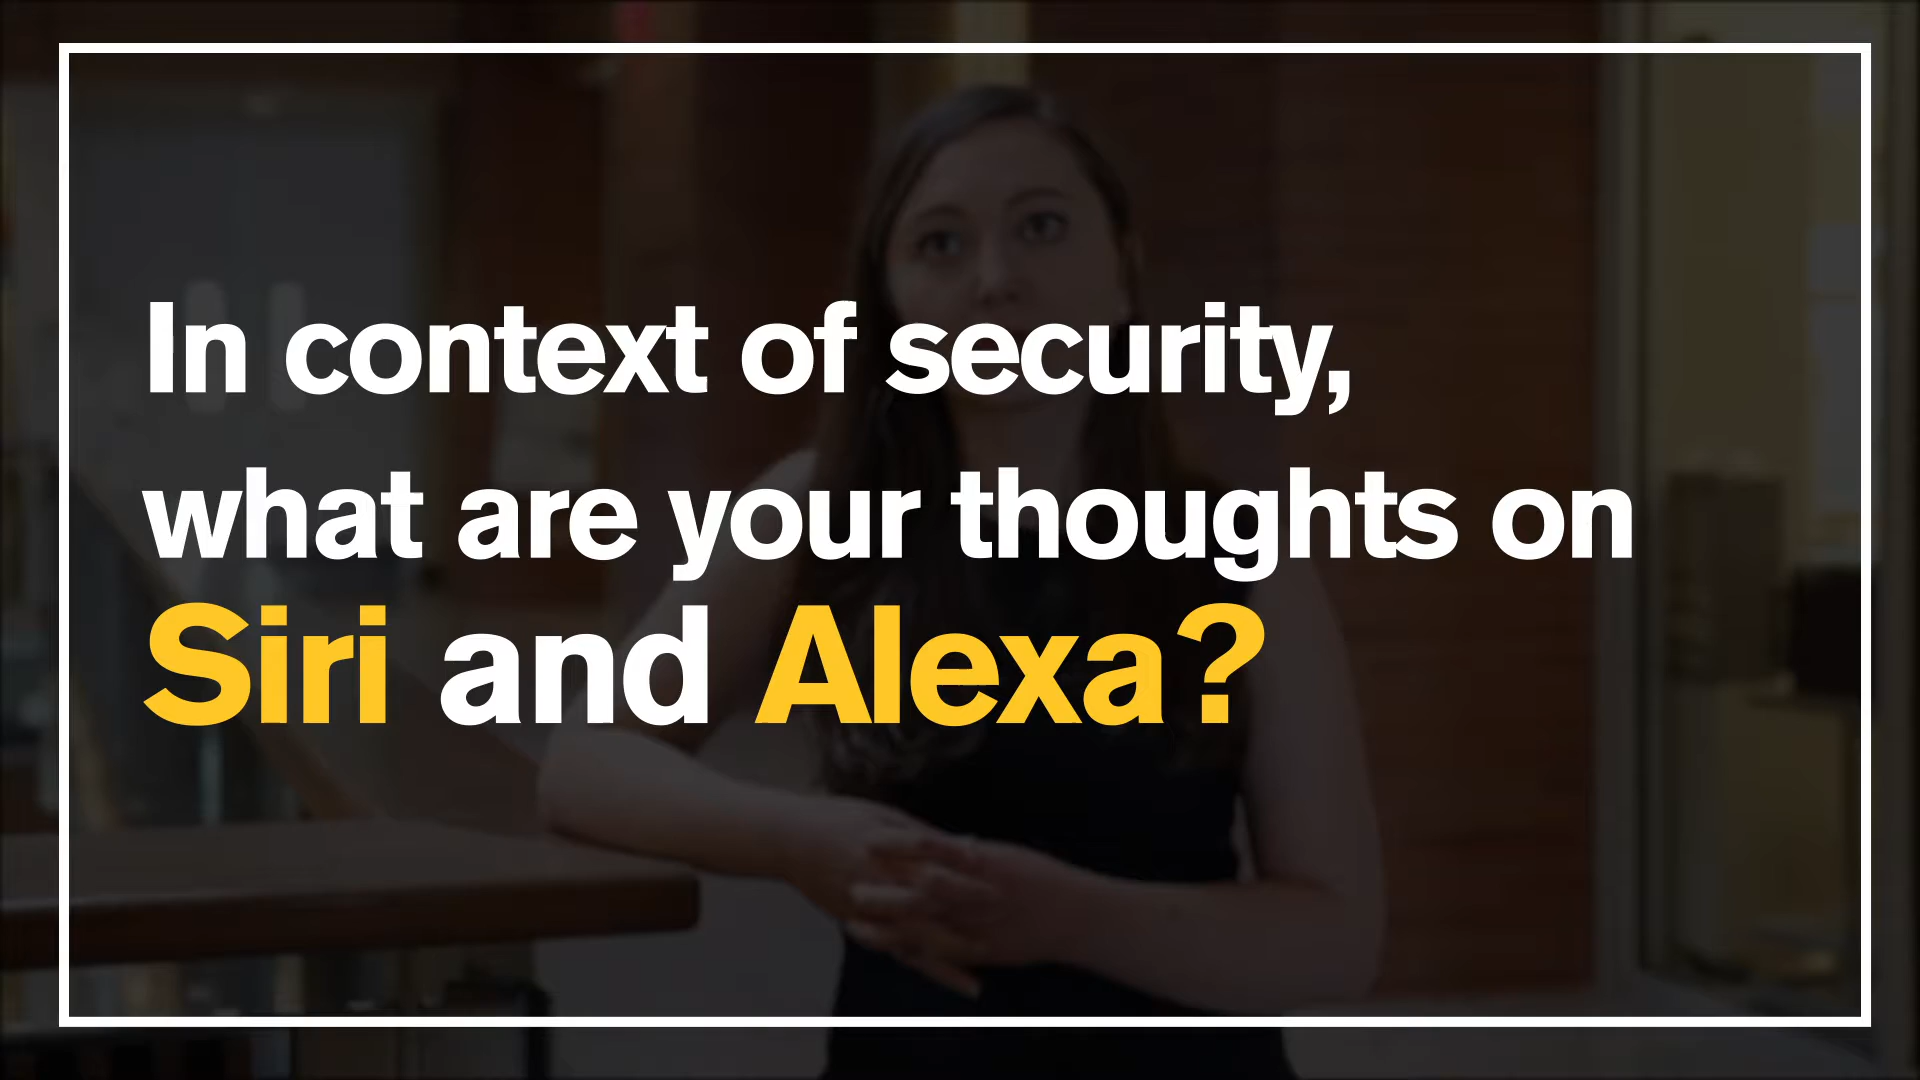 In context of security,
what are your thoughts on
Siri and Alexa?